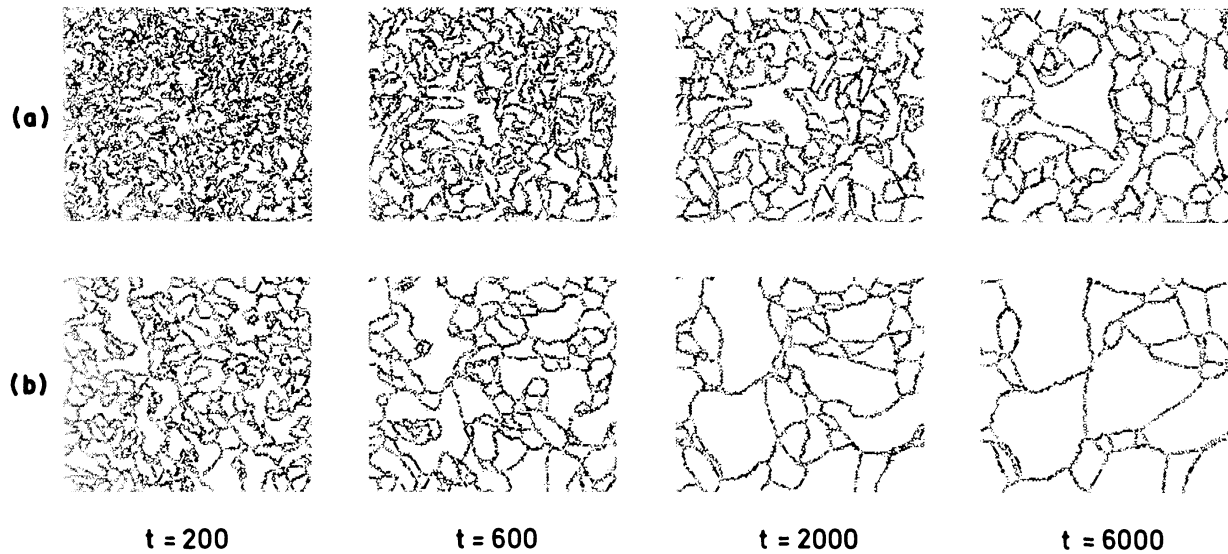 (a)
(b)
t = 200 t = 600 t = 2000 t = 6000